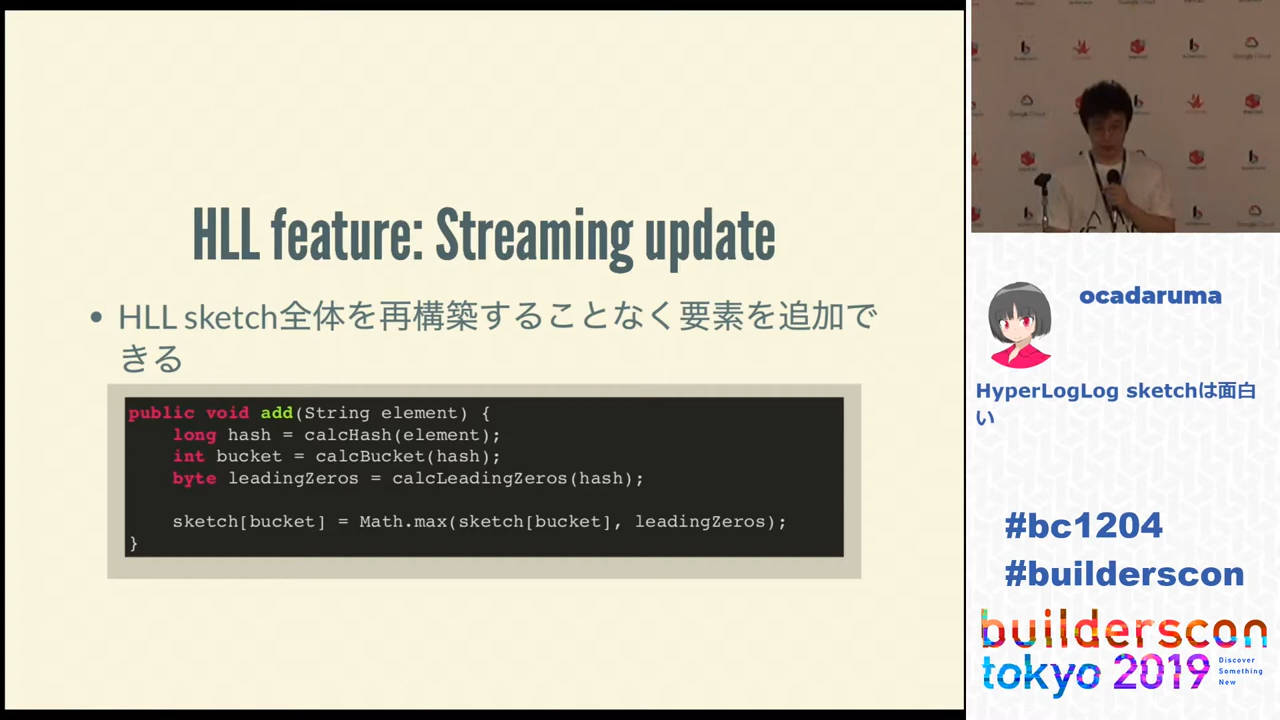 HLL feature: Streaming update
• HLL sketch全体を再構築することなく要素を追加で
きる
public void add(String element) {
    long hash = calcHash(element);
    int bucket = calcBucket(hash);
    byte leadingZeros = calcLeadingZeros(hash);
    sketch[bucket] = Math.max(sketch[bucket], leadingZeros);
}
ocadaruma
HyperLogLog sketchは面白
い
#bc1204
#builderscon
builderscon
tokyo 2019
Discover
Something
New